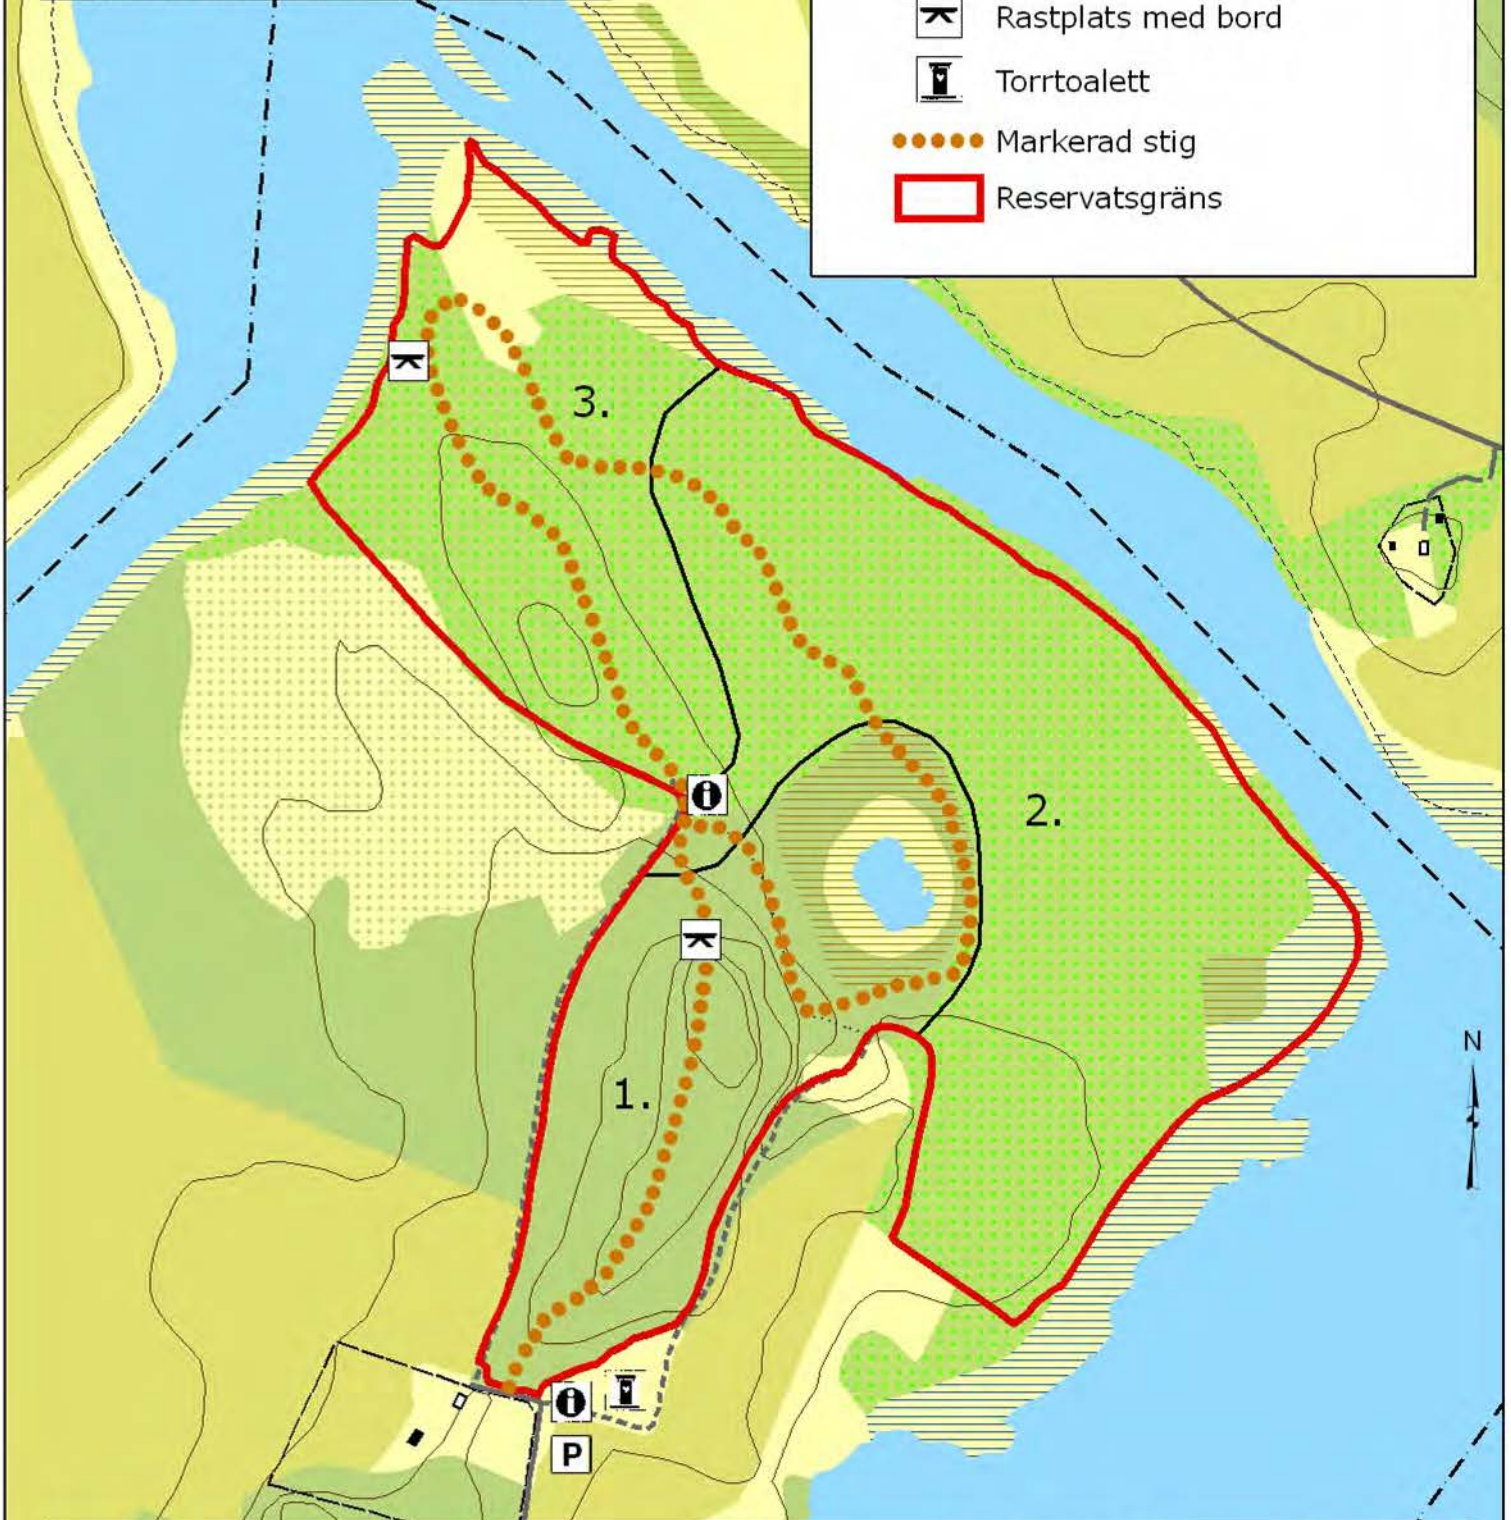 Rastplats med bord
Torrtoalett
Markerad stig
Reservatsgräns
3.
2.
N
1.
P